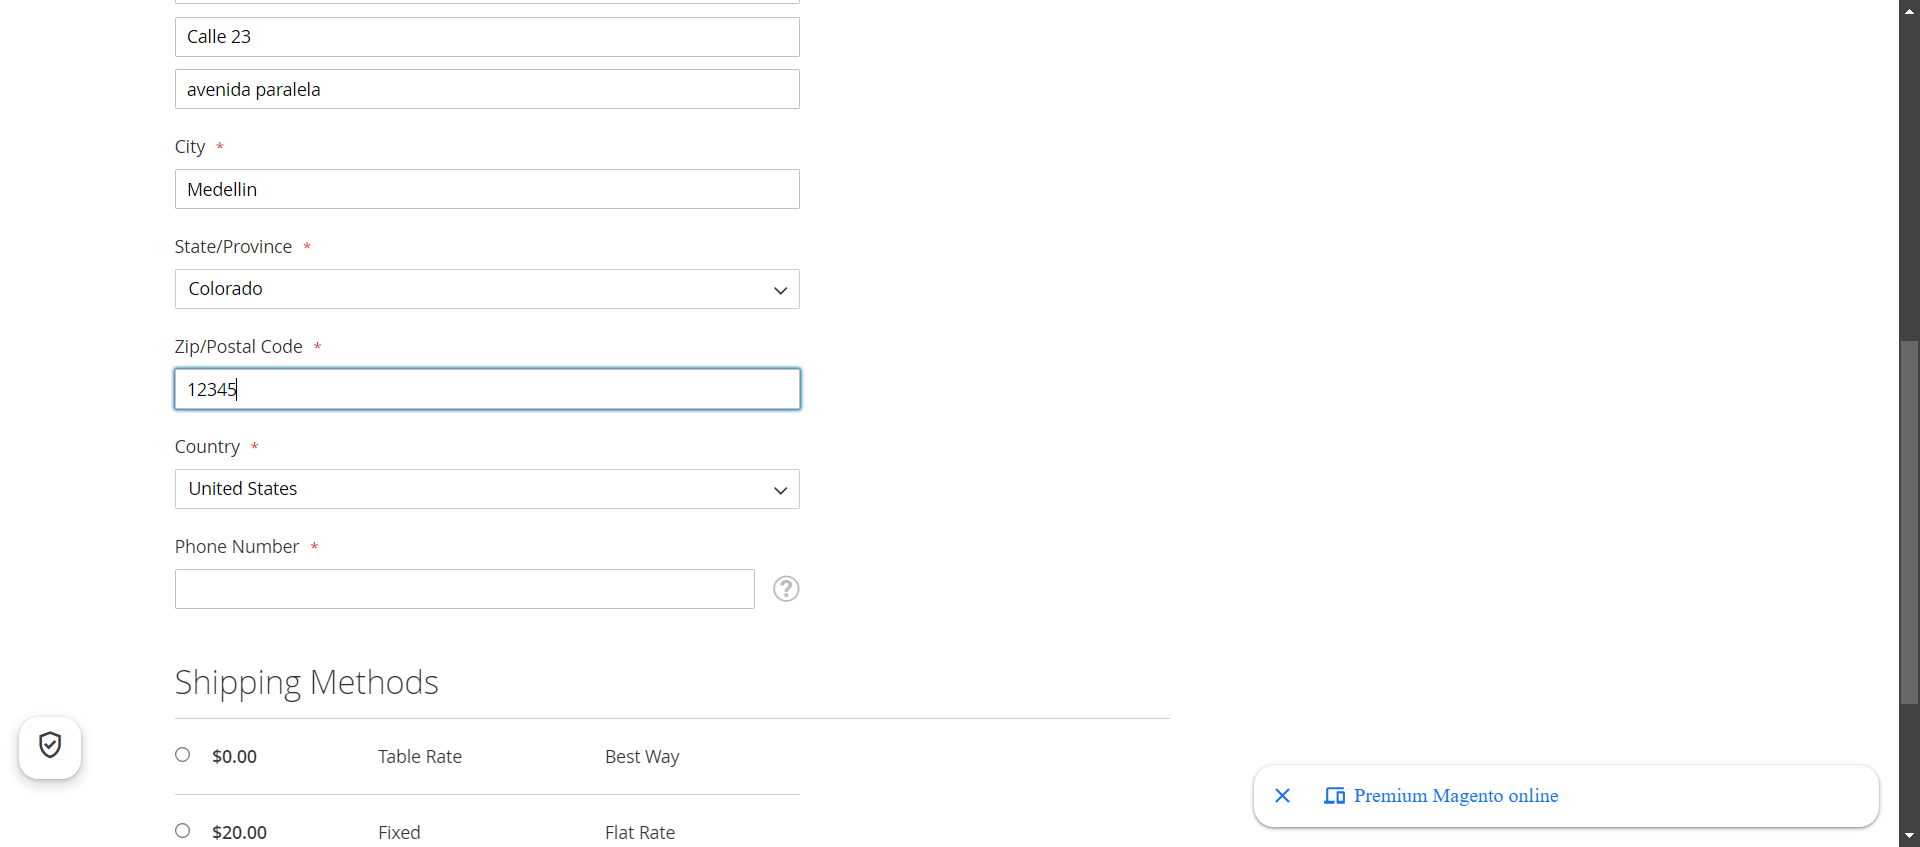 Calle 23
avenida paralela
City *
Medellin
State/Province *
Colorado
Zip/Postal Code *
12345
Country *
United States
Phone Number *
?
Shipping Methods
$0.00 Table Rate Best Way
$20.00 Fixed Flat Rate
Premium Magento online